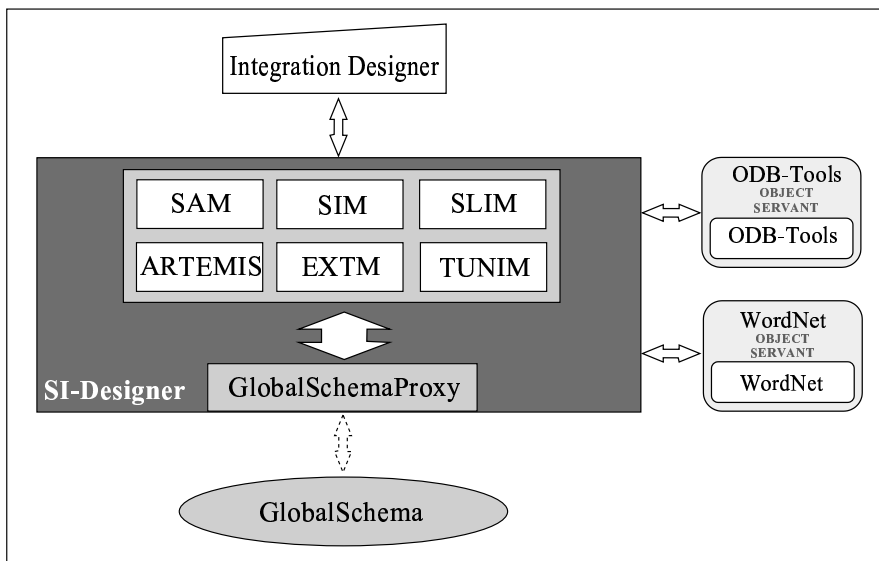 Integration Designer
SAM
SIM
SLIM
ARTEMIS
EXTM
TUNIM
SI-Designer
GlobalSchemaProxy
GlobalSchema
ODB-Tools
OBJECT
SERVANT
ODB-Tools
WordNet
OBJECT
SERVANT
WordNet